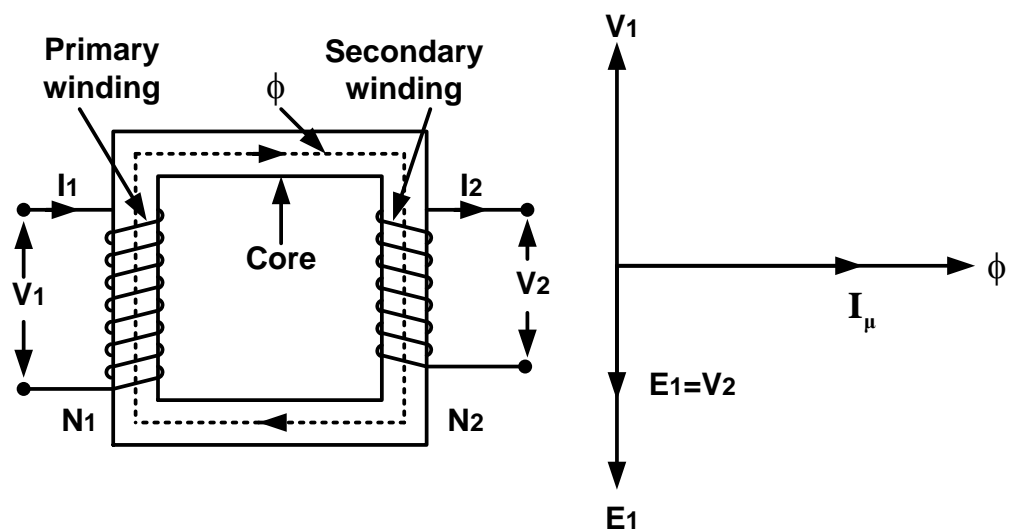 Primary
winding
Secondary
winding
ϕ
I1
I2
Core
V1
V2
N1
N2
V1
ϕ
Iμ
E1=V2
E1